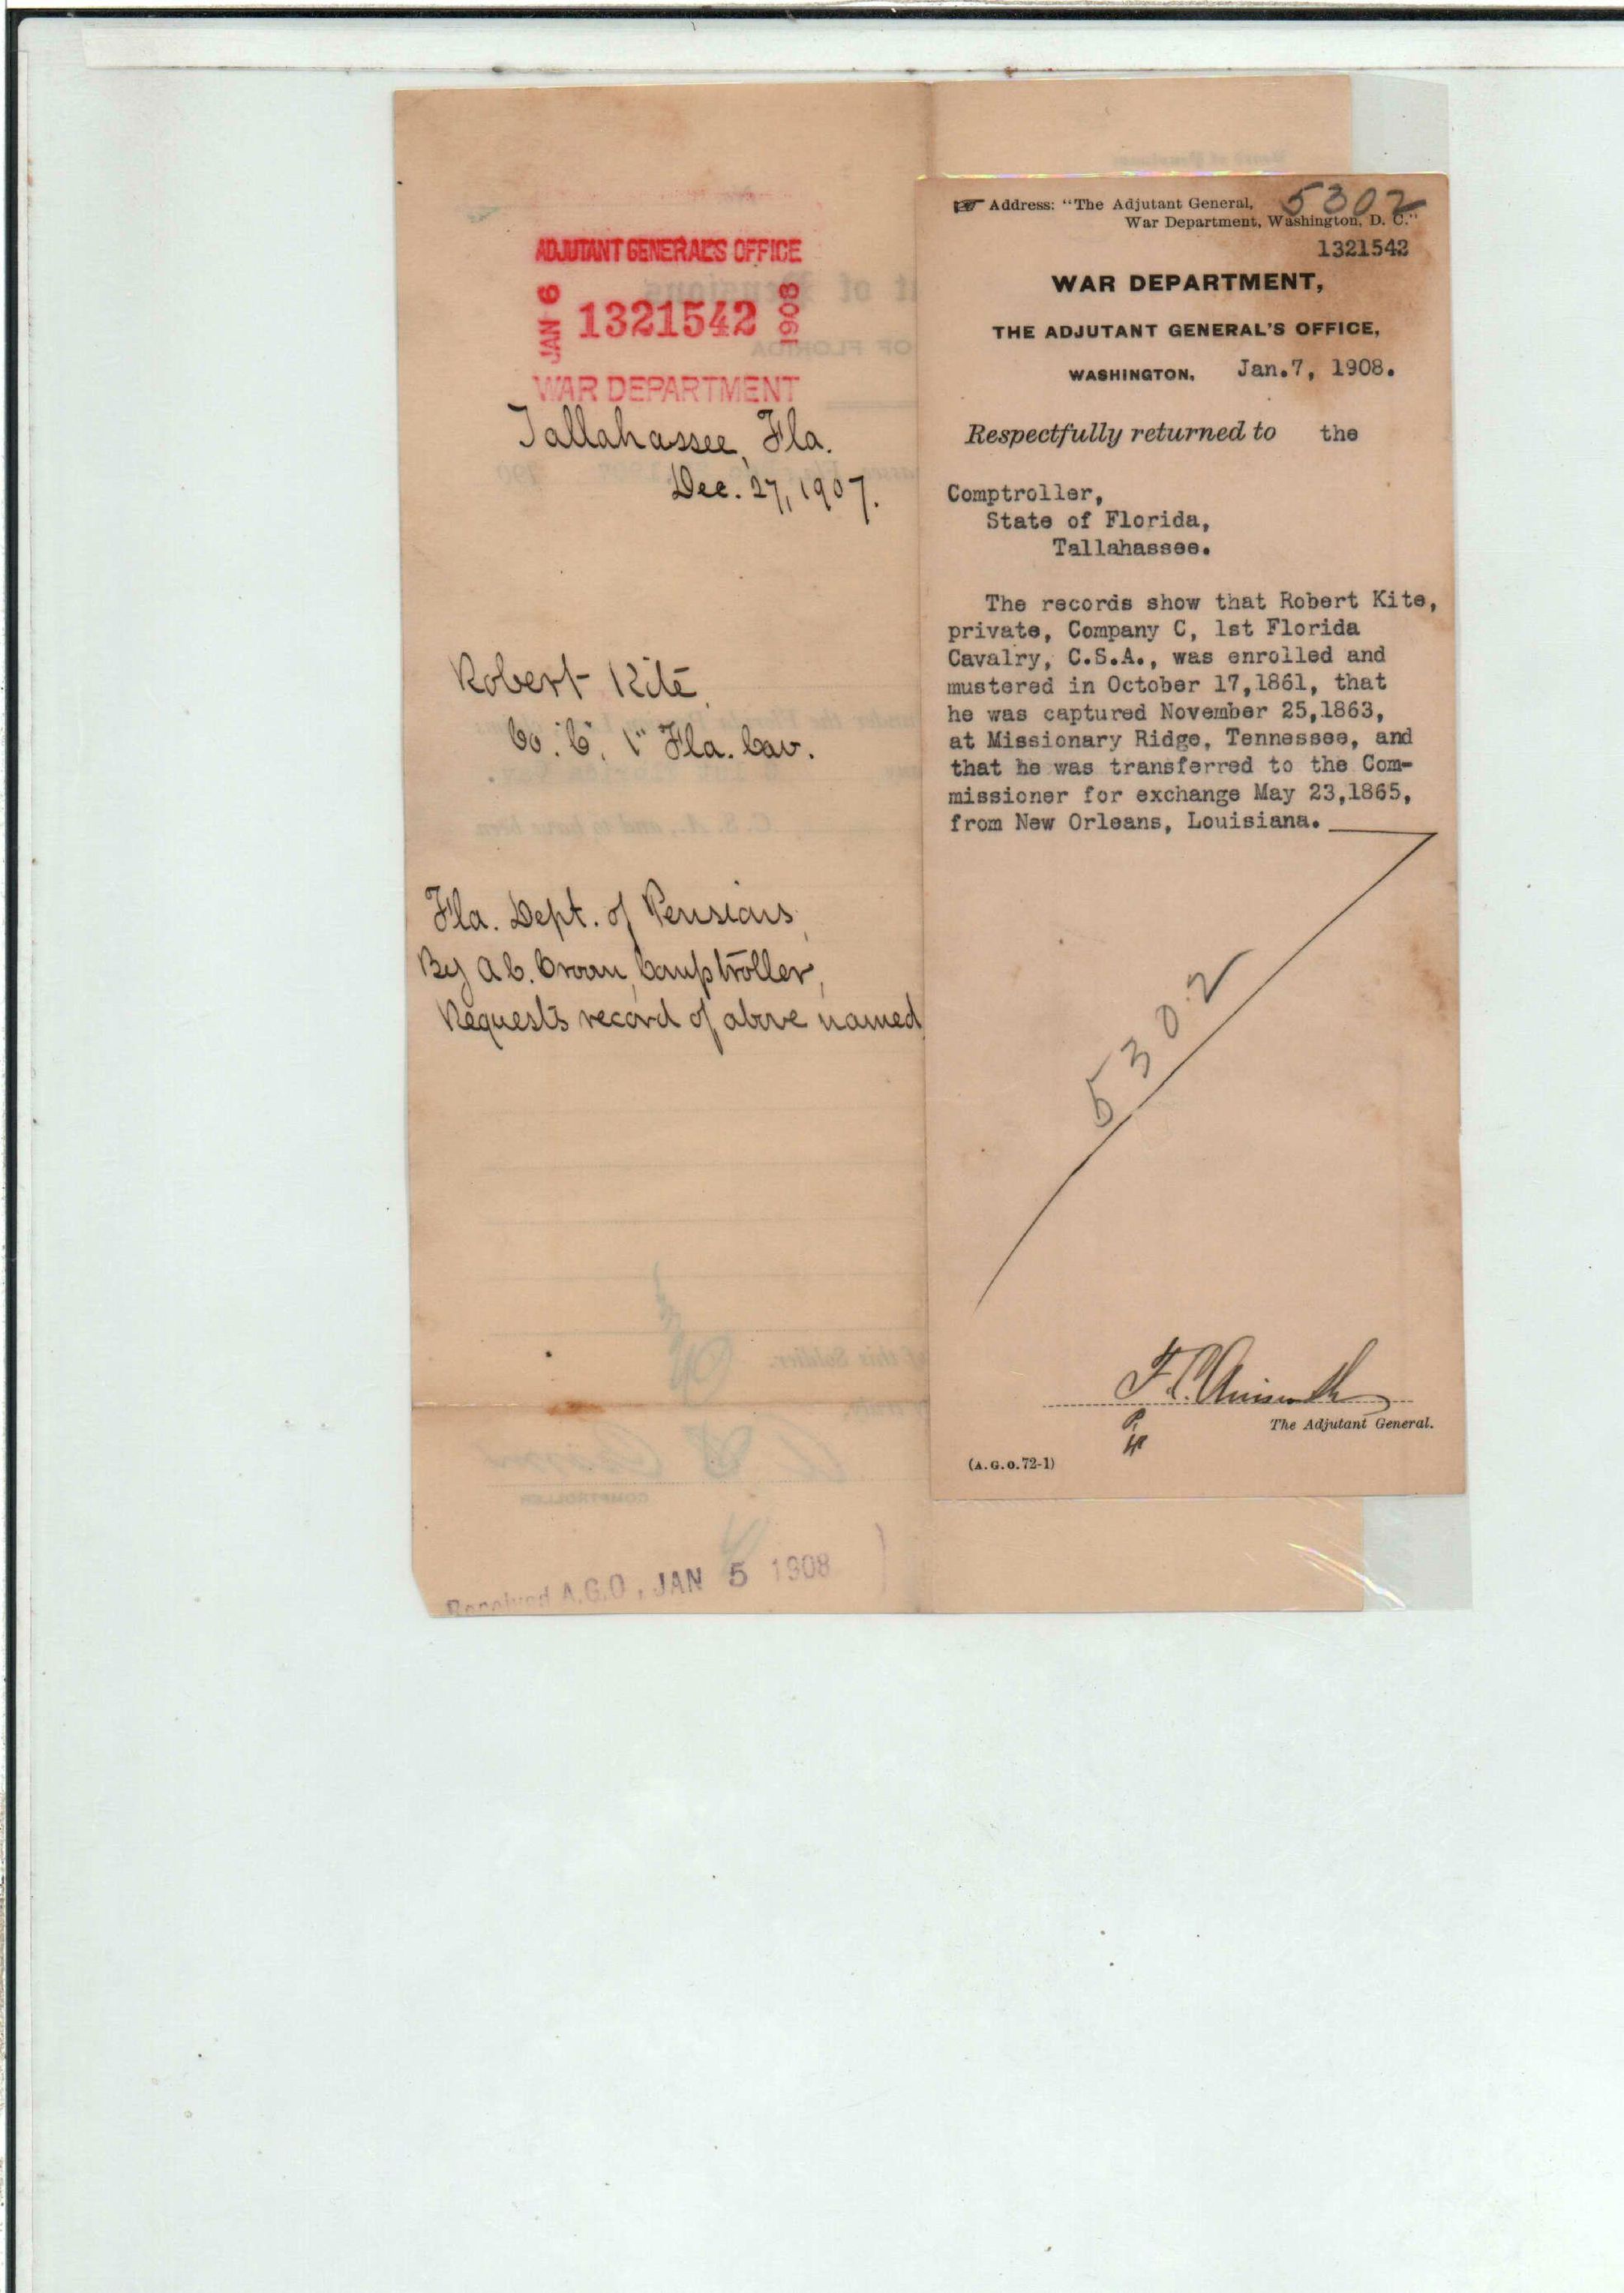 ADJUTANT GENERAL'S OFFICE
JAN 6 1321542 1908
WAR DEPARTMENT
Tallahassee, Fla.
Dec. 27, 1907.
Robert Kite,
Co. "C", 1" Fla. Cav.
Fla. Dept. of Pensions,
By A C. Croom, Comptroller,
Requests record of above named
Received A.G.O, JAN 5 1908
Address: "The Adjutant General,
War Department, Washington, D. C."
5302
1321542
WAR DEPARTMENT,
THE ADJUTANT GENERAL'S OFFICE,
WASHINGTON, Jan.7, 1908.
Respectfully returned to the
Comptroller,
State of Florida,
Tallahassee.
The records show that Robert Kite,
private, Company C, 1st Florida
Cavalry, C.S.A., was enrolled and
mustered in October 17,1861, that
he was captured November 25,1863,
at Missionary Ridge, Tennessee, and
that he was transferred to the Com-
missioner for exchange May 23,1865,
from New Orleans, Louisiana.
5302
F.C. Ainsworth
The Adjutant General.
(A.G.O.72-1)